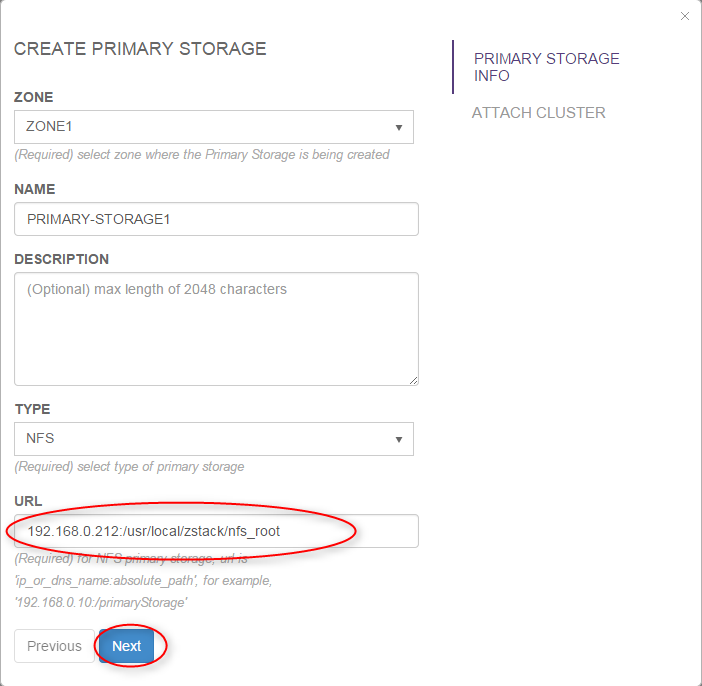 ×
CREATE PRIMARY STORAGE
ZONE
ZONE1
(Required) select zone where the Primary Storage is being created
NAME
PRIMARY-STORAGE1
DESCRIPTION
(Optional) max length of 2048 characters
TYPE
NFS
(Required) select type of primary storage
URL
192.168.0.212:/usr/local/zstack/nfs_root
(Required) for NFS primary storage, url is
'ip_or_dns_name:absolute_path', for example,
'192.168.0.10:/primaryStorage'
Previous
Next
PRIMARY STORAGE
INFO
ATTACH CLUSTER